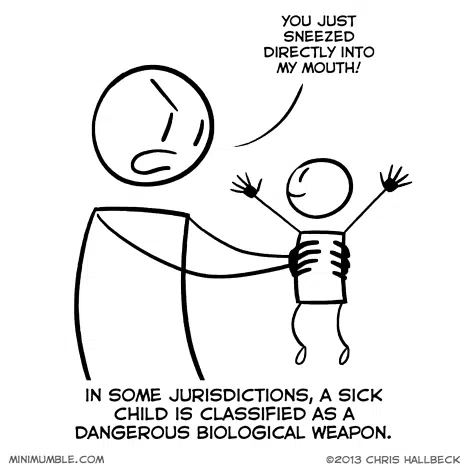 YOU JUST
SNEEZED
DIRECTLY INTO
MY MOUTH!
IN SOME JURISDICTIONS, A SICK
CHILD IS CLASSIFIED AS A
DANGEROUS BIOLOGICAL WEAPON.
MINIMUMBLE.COM
©2013 CHRIS HALLBECK